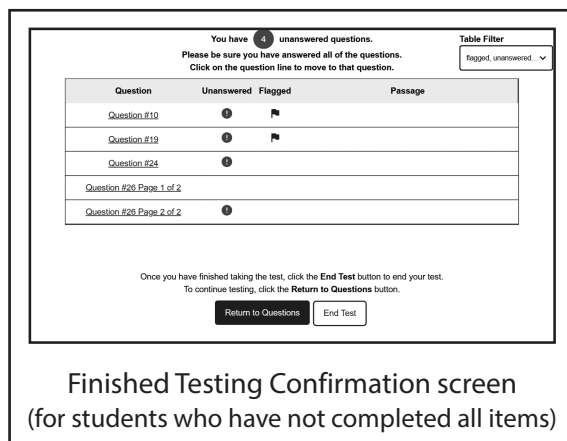 You have 4 unanswered questions.
Please be sure you have answered all of the questions.
Click on the question line to move to that question.
Table Filter
flagged, unanswered...
Question Unanswered Flagged Passage
Question #10
Question #19
Question #24
Question #26 Page 1 of 2
Question #26 Page 2 of 2
Once you have finished taking the test, click the End Test button to end your test.
To continue testing, click the Return to Questions button.
Return to Questions End Test
Finished Testing Confirmation screen
(for students who have not completed all items)